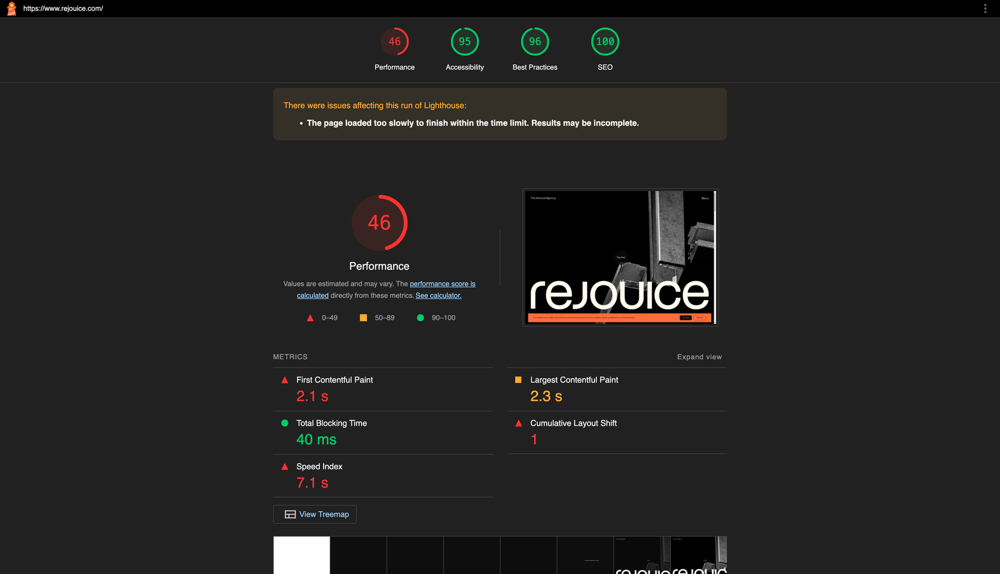 https://www.rejouice.com/
46
95
96
100
Performance
Accessibility
Best Practices
SEO
There were issues affecting this run of Lighthouse:
• The page loaded too slowly to finish within the time limit. Results may be incomplete.
46
Performance
Values are estimated and may vary. The performance score is
calculated directly from these metrics. See calculator.
0–49
50–89
90–100
The Venture Agency.
Menu
Play Reel
rejouice
METRICS
Expand view
First Contentful Paint
2.1 s
Largest Contentful Paint
2.3 s
Total Blocking Time
40 ms
Cumulative Layout Shift
1
Speed Index
7.1 s
View Treemap
rejouice
rejouice